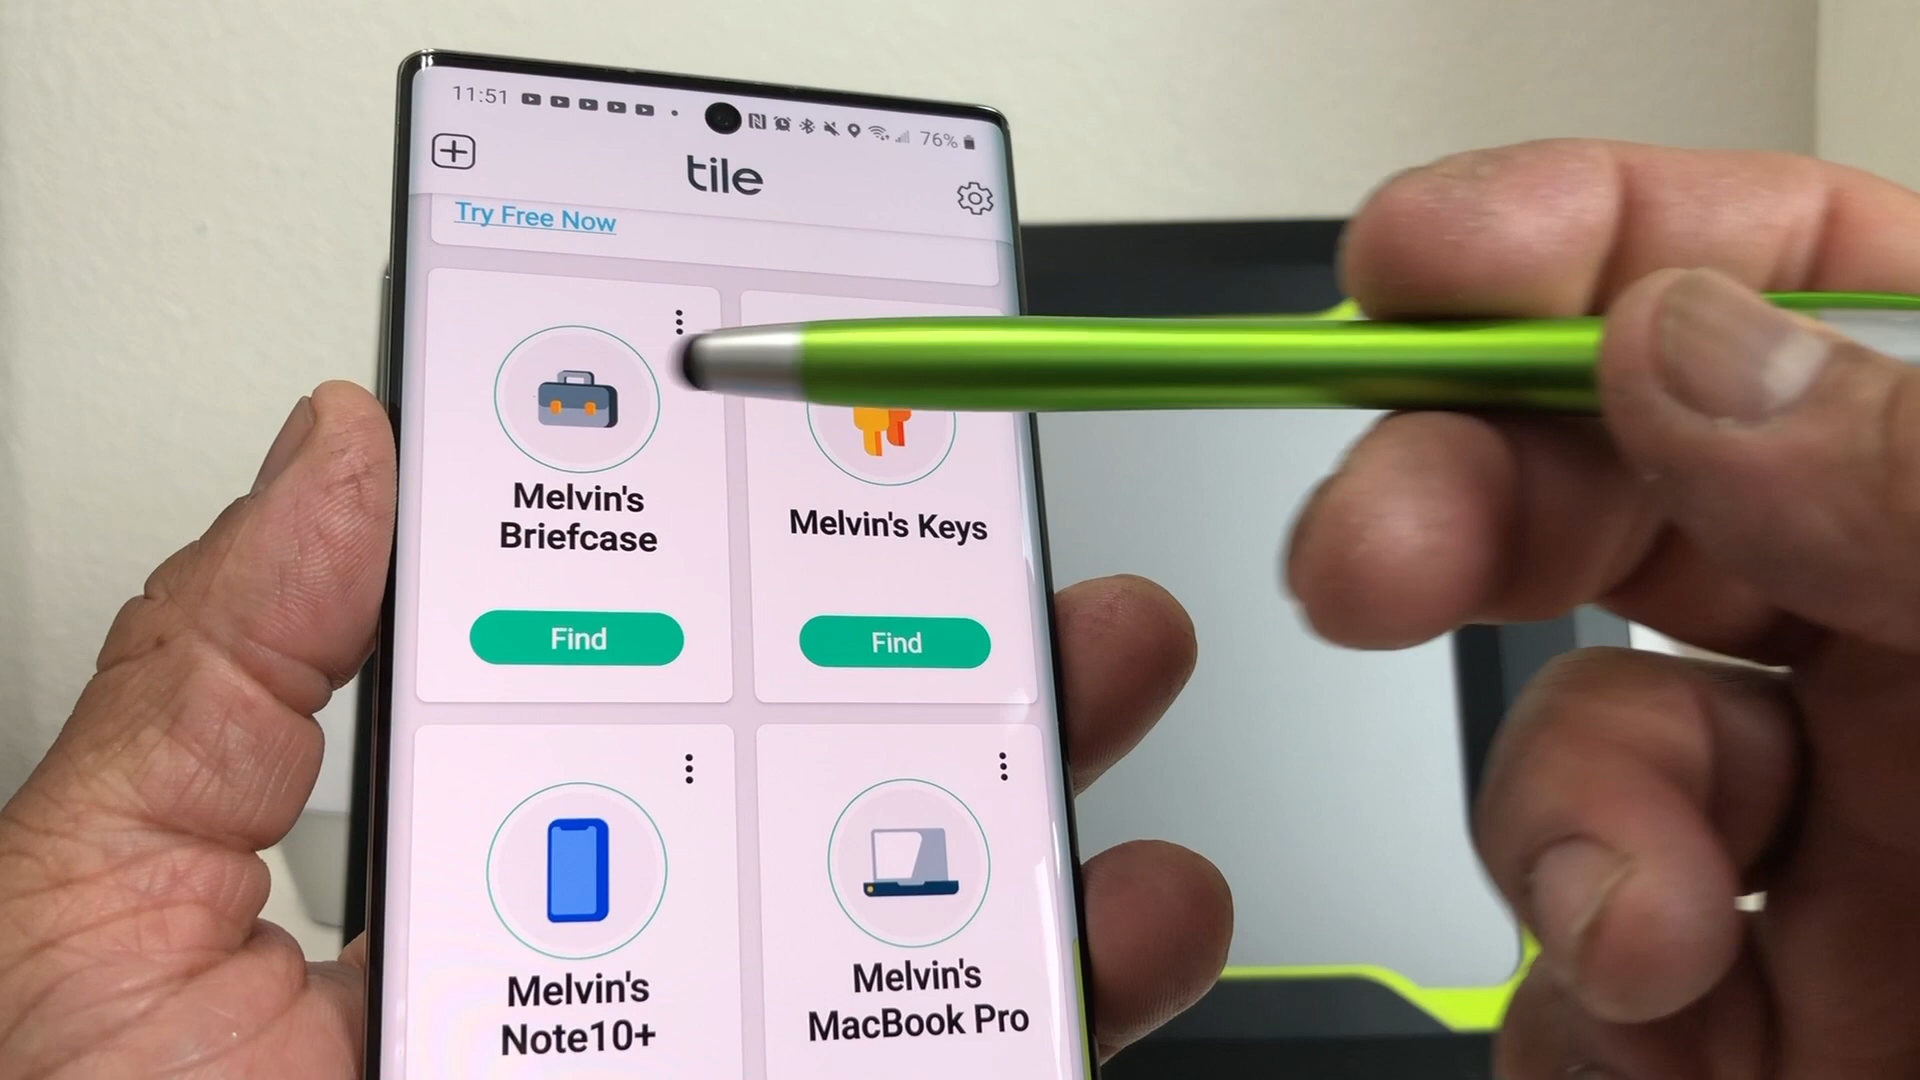 11:51
76%
tile
Try Free Now
Melvin's
Briefcase
Find
Melvin's Keys
Find
Melvin's
Note10+
Melvin's
MacBook Pro